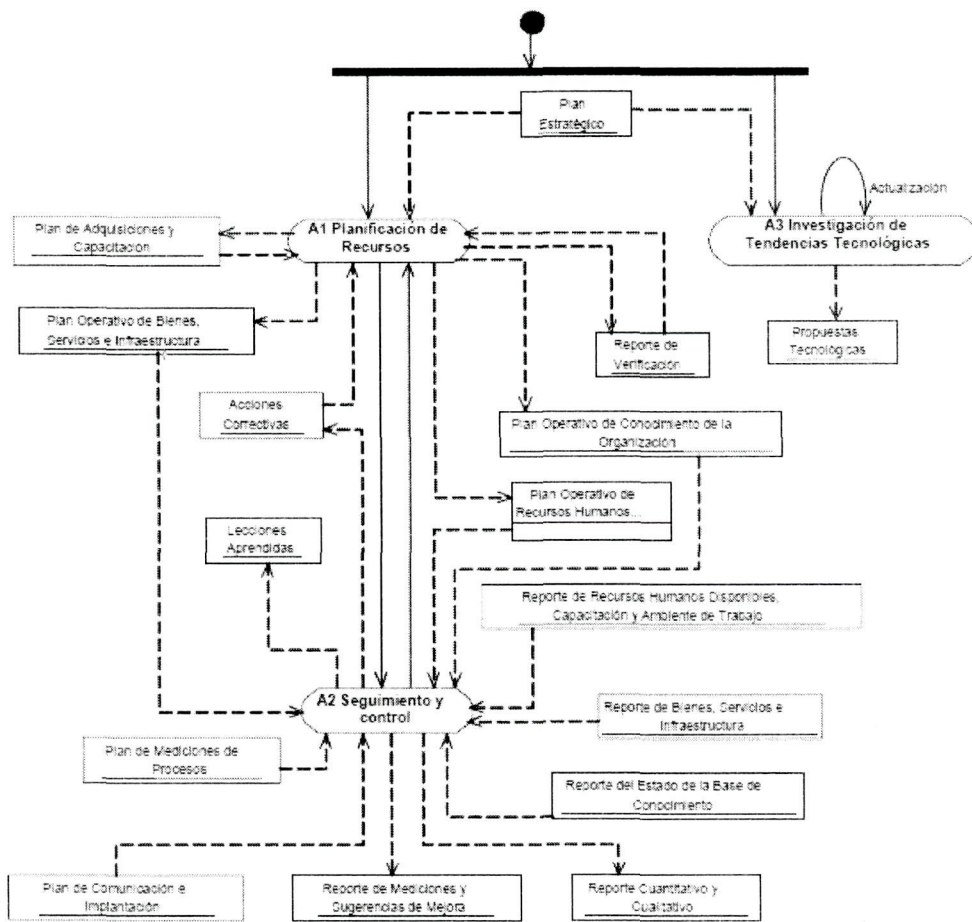 Plan
Estratégico
Actualización
A1 Planificación de
Recursos
A3 Investigación de
Tendencias Tecnológicas
Plan de Adquisiciones y
Capacitación
Plan Operativo de Bienes,
Servicios e Infraestructura
Reporte de
Verificación
Propuestas
Tecnológicas
Acciones
Correctivas
Plan Operativo de Conocimiento de la
Organización
Plan Operativo de
Recursos Humanos...
Lecciones
Aprendidas
Reporte de Recursos Humanos Disponibles,
Capacitación y Ambiente de Trabajo
A2 Seguimiento y
control
Reporte de Bienes, Servicios e
Infraestructura
Plan de Mediciones de
Procesos
Reporte del Estado de la Base de
Conocimiento
Plan de Comunicación e
Implantación
Reporte de Mediciones y
Sugerencias de Mejora
Reporte Cuantitativo y
Cualitativo